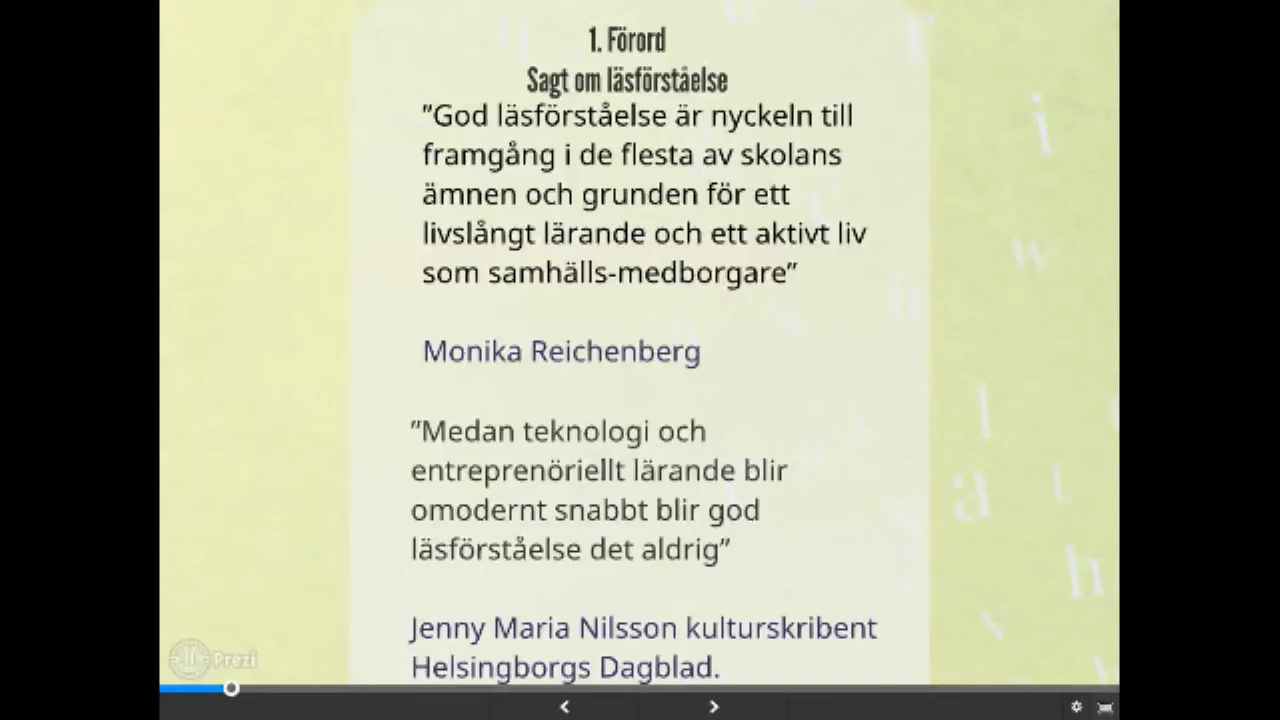 1. Förord
Sagt om läsförståelse
”God läsförståelse är nyckeln till
framgång i de flesta av skolans
ämnen och grunden för ett
livslångt lärande och ett aktivt liv
som samhälls-medborgare”
Monika Reichenberg
”Medan teknologi och
entreprenöriellt lärande blir
omodernt snabbt blir god
läsförståelse det aldrig”
Jenny Maria Nilsson kulturskribent
Helsingborgs Dagblad.
Prezi